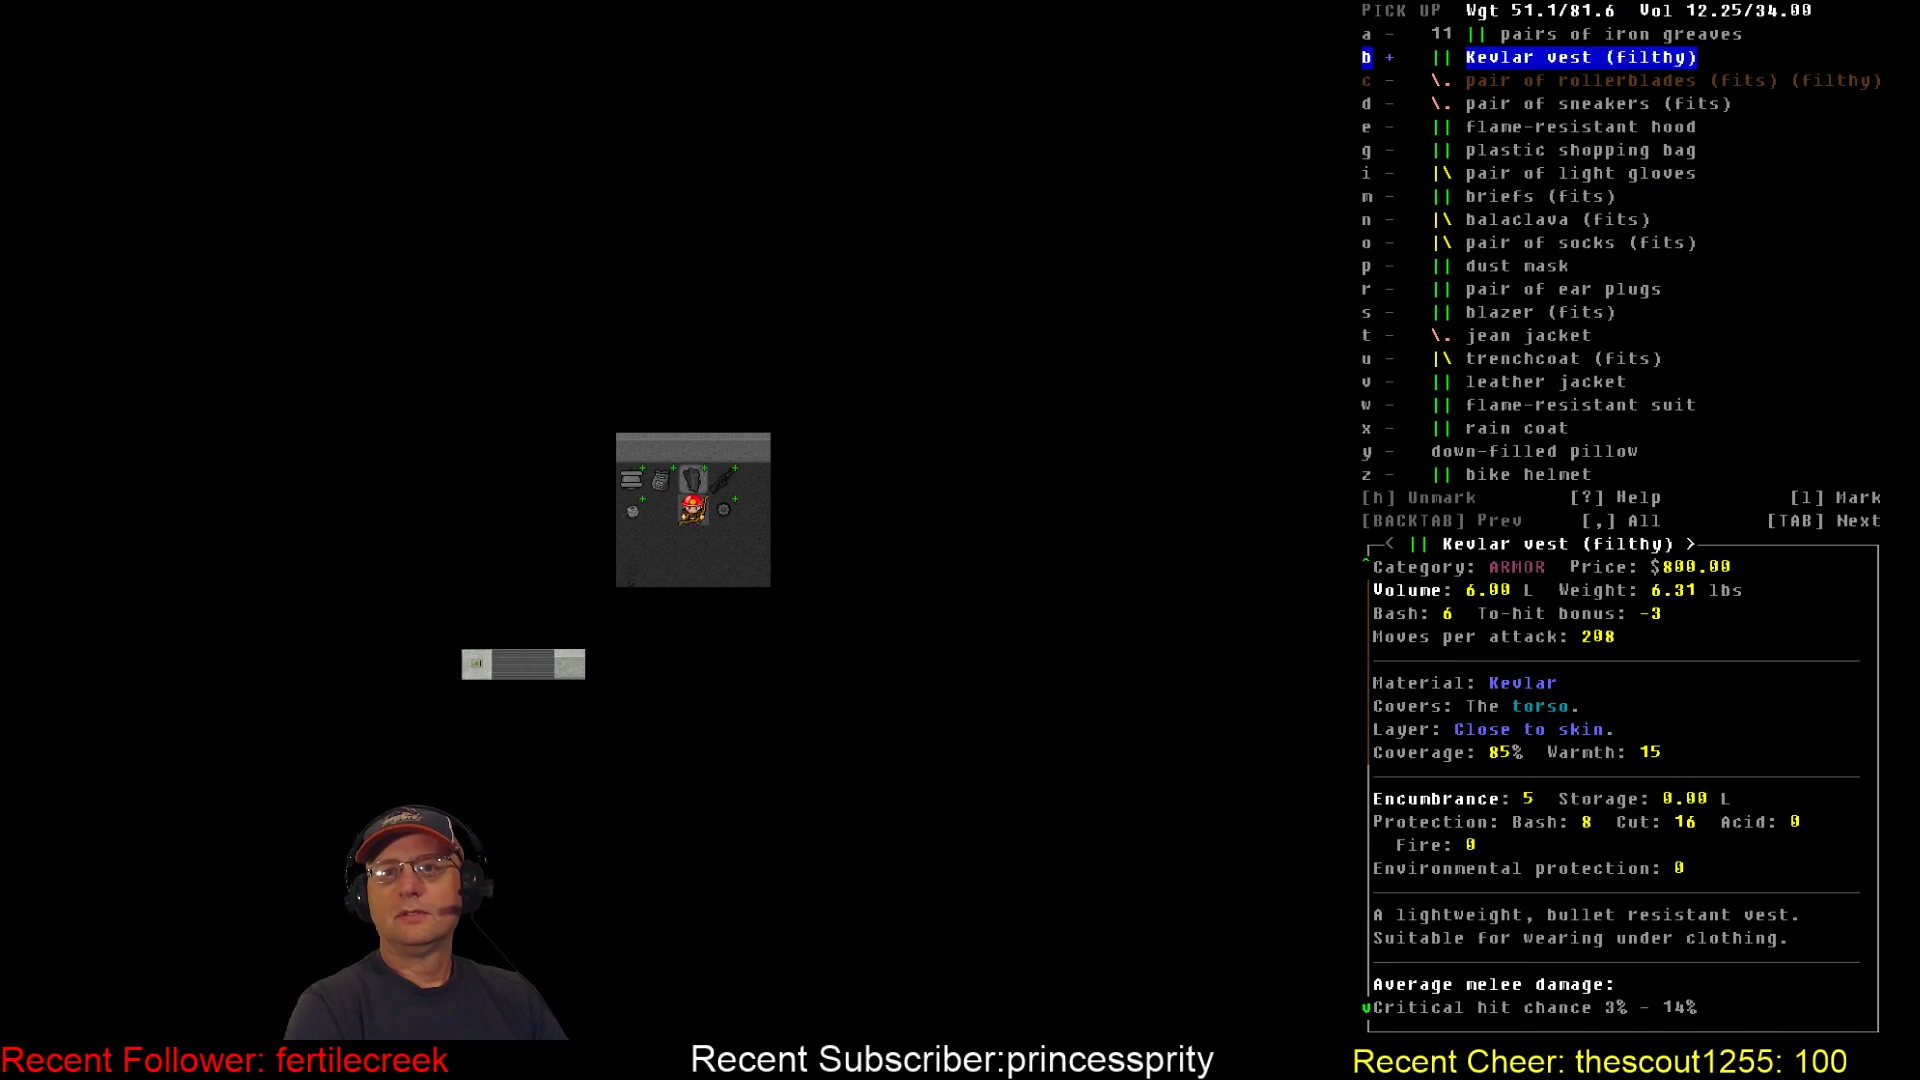 PICK UP  Wgt 51.1/81.6  Vol 12.25/34.00
a -   11 || pairs of iron greaves
b +      || Kevlar vest (filthy)
c -      \. pair of rollerblades (fits) (filthy)
d -      \. pair of sneakers (fits)
e -      || flame-resistant hood
g -      || plastic shopping bag
i -      |\ pair of light gloves
m -      || briefs (fits)
n -      |\ balaclava (fits)
o -      |\ pair of socks (fits)
p -      || dust mask
r -      || pair of ear plugs
s -      || blazer (fits)
t -      \. jean jacket
u -      |\ trenchcoat (fits)
v -      || leather jacket
w -      || flame-resistant suit
x -      || rain coat
y -      down-filled pillow
z -      || bike helmet
[h] Unmark  [?] Help  [l] Mark
[BACKTAB] Prev  [,] All  [TAB] Next
< || Kevlar vest (filthy) >
Category: ARMOR  Price: $800.00
Volume: 6.00 L  Weight: 6.31 lbs
Bash: 6  To-hit bonus: -3
Moves per attack: 208
Material: Kevlar
Covers: The torso.
Layer: Close to skin.
Coverage: 85%  Warmth: 15
Encumbrance: 5  Storage: 0.00 L
Protection: Bash: 8  Cut: 16  Acid: 0
Fire: 0
Environmental protection: 0
A lightweight, bullet resistant vest.
Suitable for wearing under clothing.
Average melee damage:
vCritical hit chance 3% - 14%
Recent Follower: fertilecreek
Recent Subscriber:princessprity
Recent Cheer: thescout1255: 100